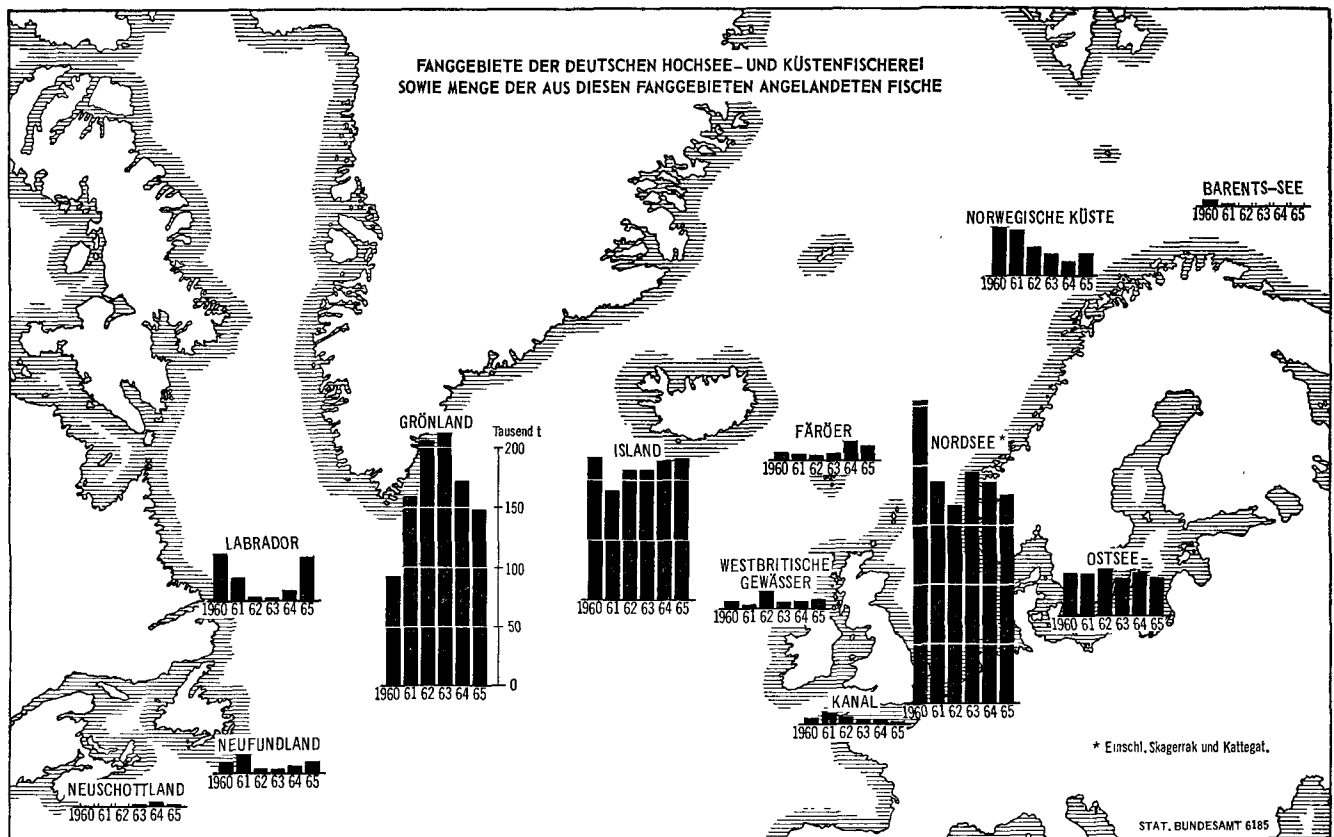 FANGGEBIETE DER DEUTSCHEN HOCHSEE- UND KÜSTENFISCHEREI
SOWIE MENGE DER AUS DIESEN FANGGEBIETEN ANGELANDETEN FISCHE
BARENTS-SEE
1960 61 62 63 64 65
NORWEGISCHE KÜSTE
1960 61 62 63 64 65
GRÖNLAND
Tausend t
200
150
100
50
0
1960 61 62 63 64 65
ISLAND
1960 61 62 63 64 65
FÄRÖER
1960 61 62 63 64 65
NORDSEE *
1960 61 62 63 64 65
LABRADOR
1960 61 62 63 64 65
WESTBRITISCHE
GEWÄSSER
1960 61 62 63 64 65
OSTSEE
1960 61 62 63 64 65
KANAL
1960 61 62 63 64 65
NEUFUNDLAND
1960 61 62 63 64 65
NEUSCHOTTLAND
1960 61 62 63 64 65
* Einschl. Skagerrak und Kattegat.
STAT. BUNDESAMT 6185